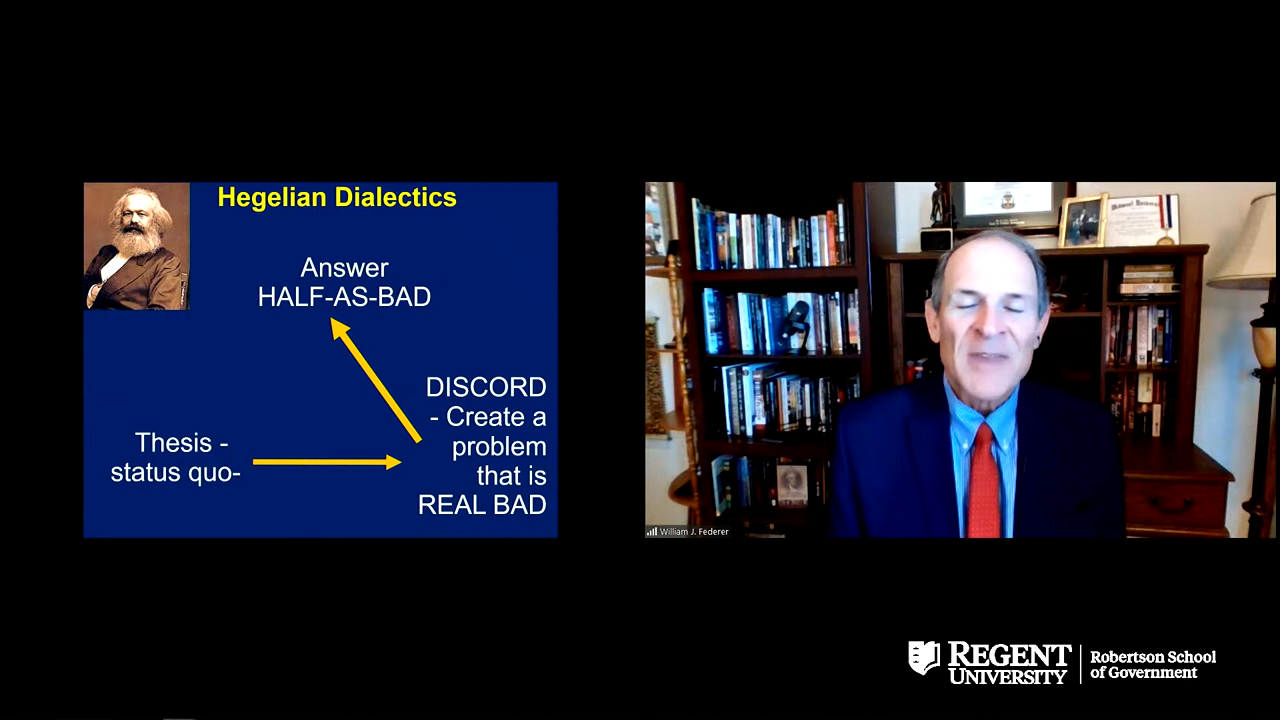 Hegelian Dialectics
Answer
HALF-AS-BAD
DISCORD
- Create a
problem
that is
REAL BAD
Thesis -
status quo-
William J. Federer
REGENT
UNIVERSITY
Robertson School
of Government